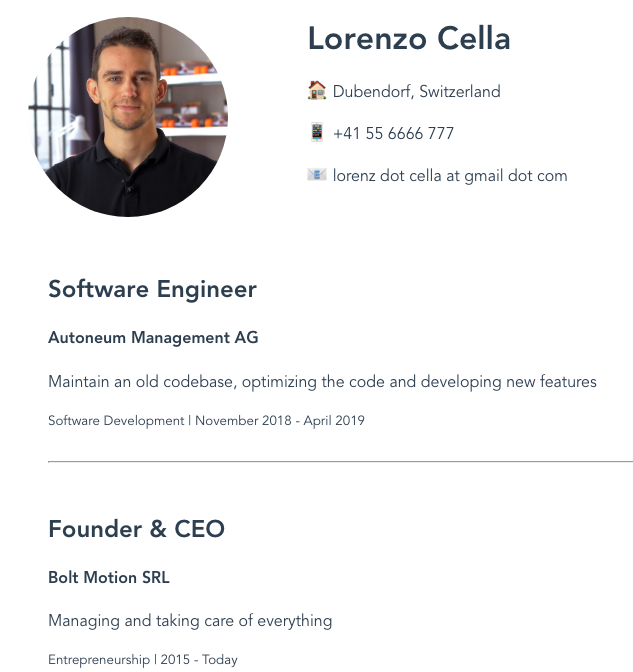 Lorenzo Cella
🏠 Dubendorf, Switzerland
📱 +41 55 6666 777
📧 lorenz dot cella at gmail dot com
Software Engineer
Autoneum Management AG
Maintain an old codebase, optimizing the code and developing new features
Software Development | November 2018 - April 2019
Founder & CEO
Bolt Motion SRL
Managing and taking care of everything
Entrepreneurship | 2015 - Today